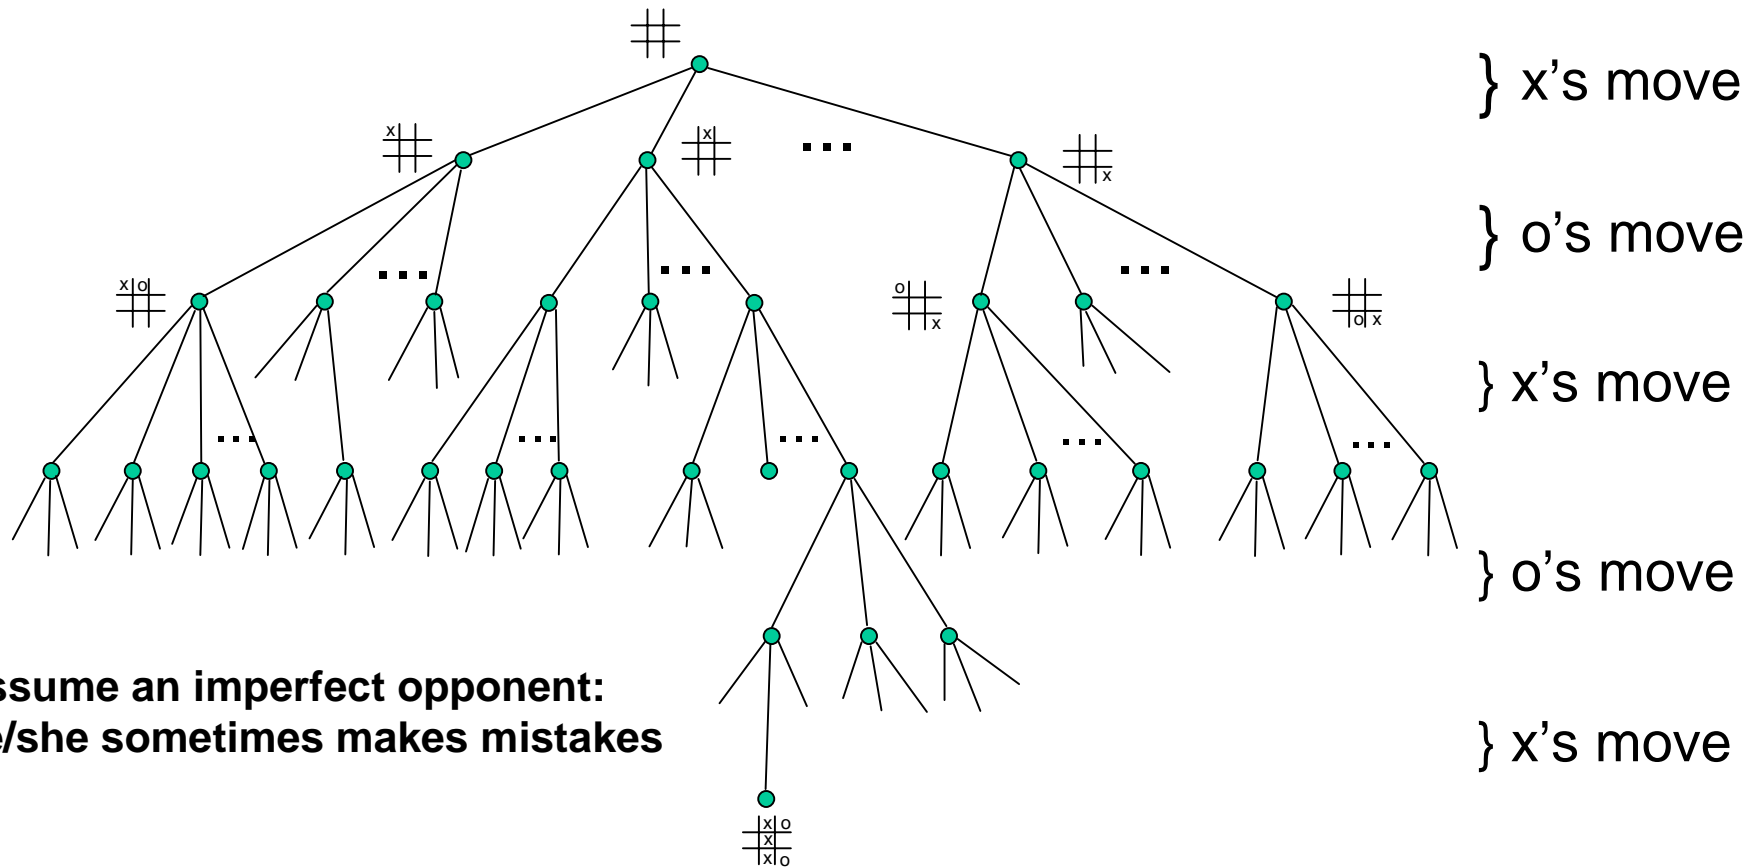 } x's move
x
x
...
x
} o's move
x o
...
...
o
x
...
o x
} x's move
...
...
...
...
...
} o's move
ssume an imperfect opponent:
e/she sometimes makes mistakes
} x's move
x o
x
x o